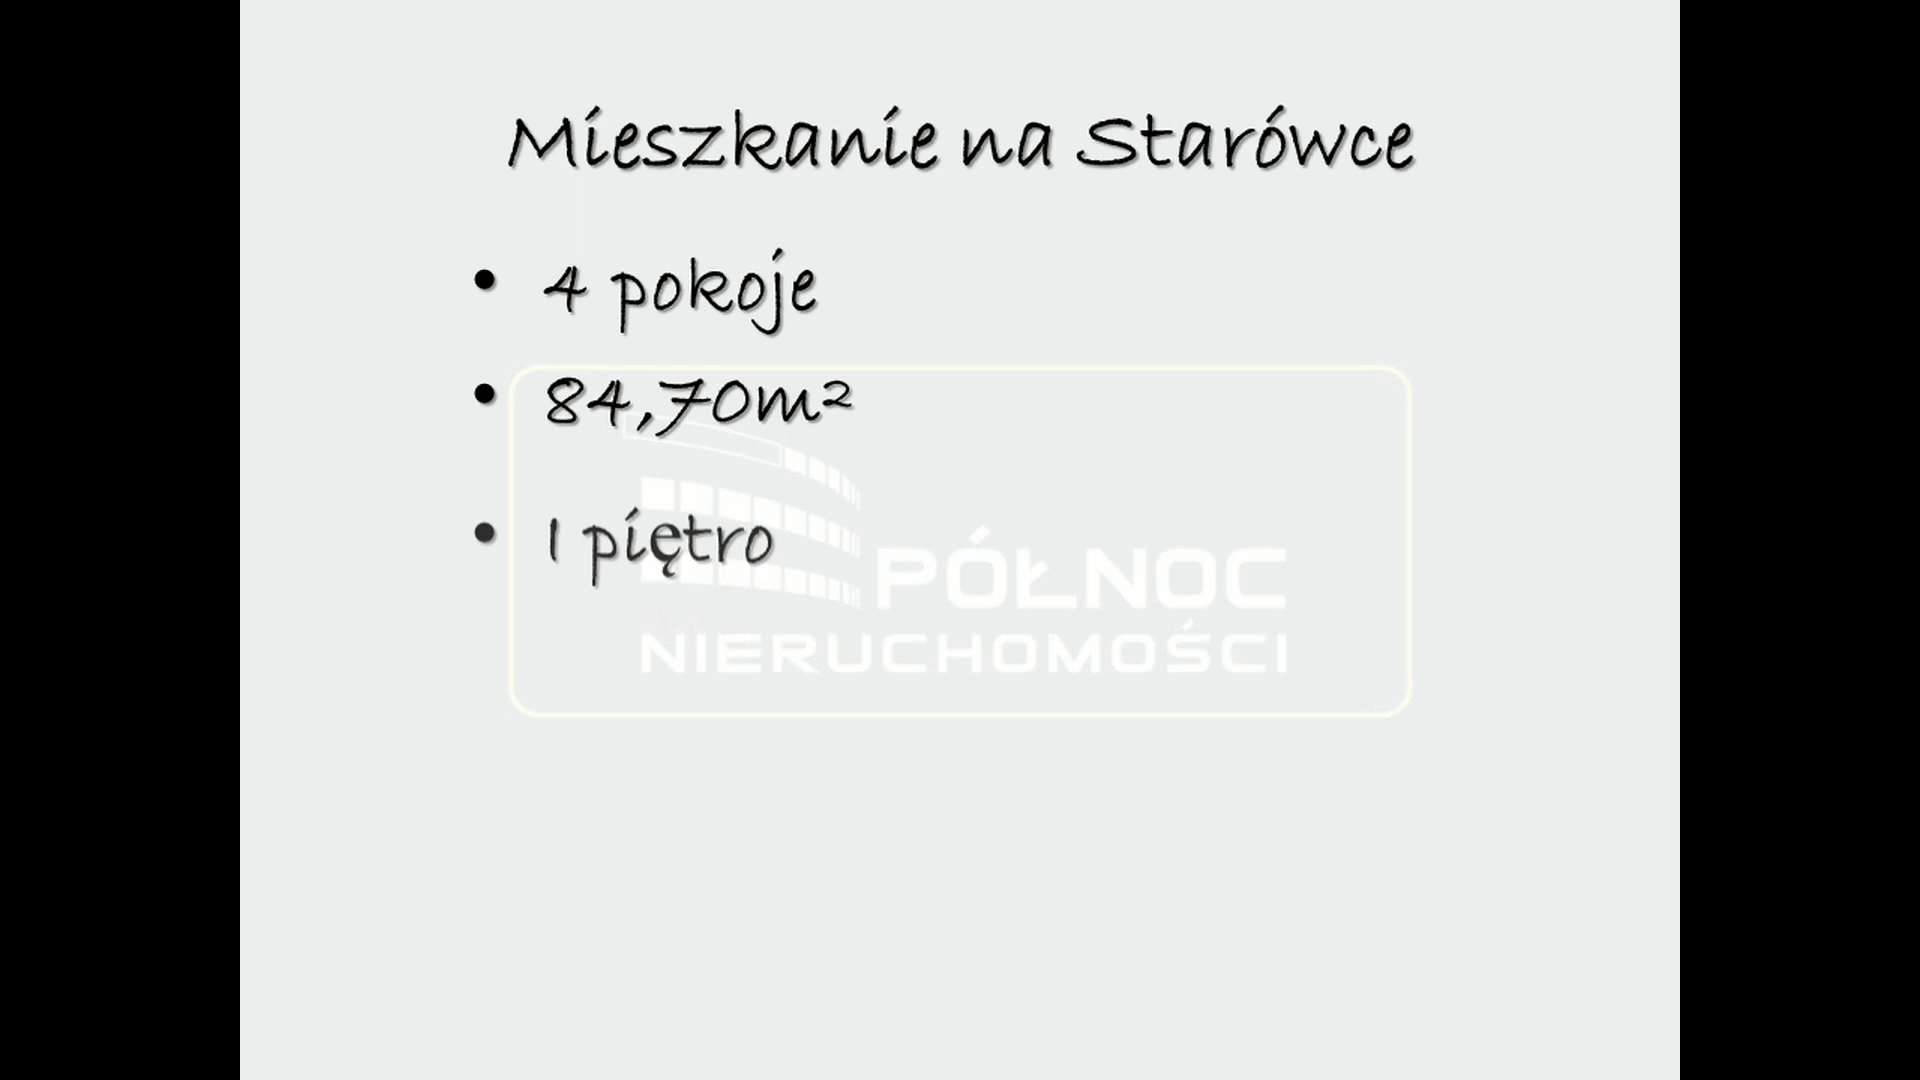 Mieszkanie na Starówce
• 4 pokoje
• 84,70m²
• 1 piętro
PÓŁNOC
NIERUCHOMOŚCI